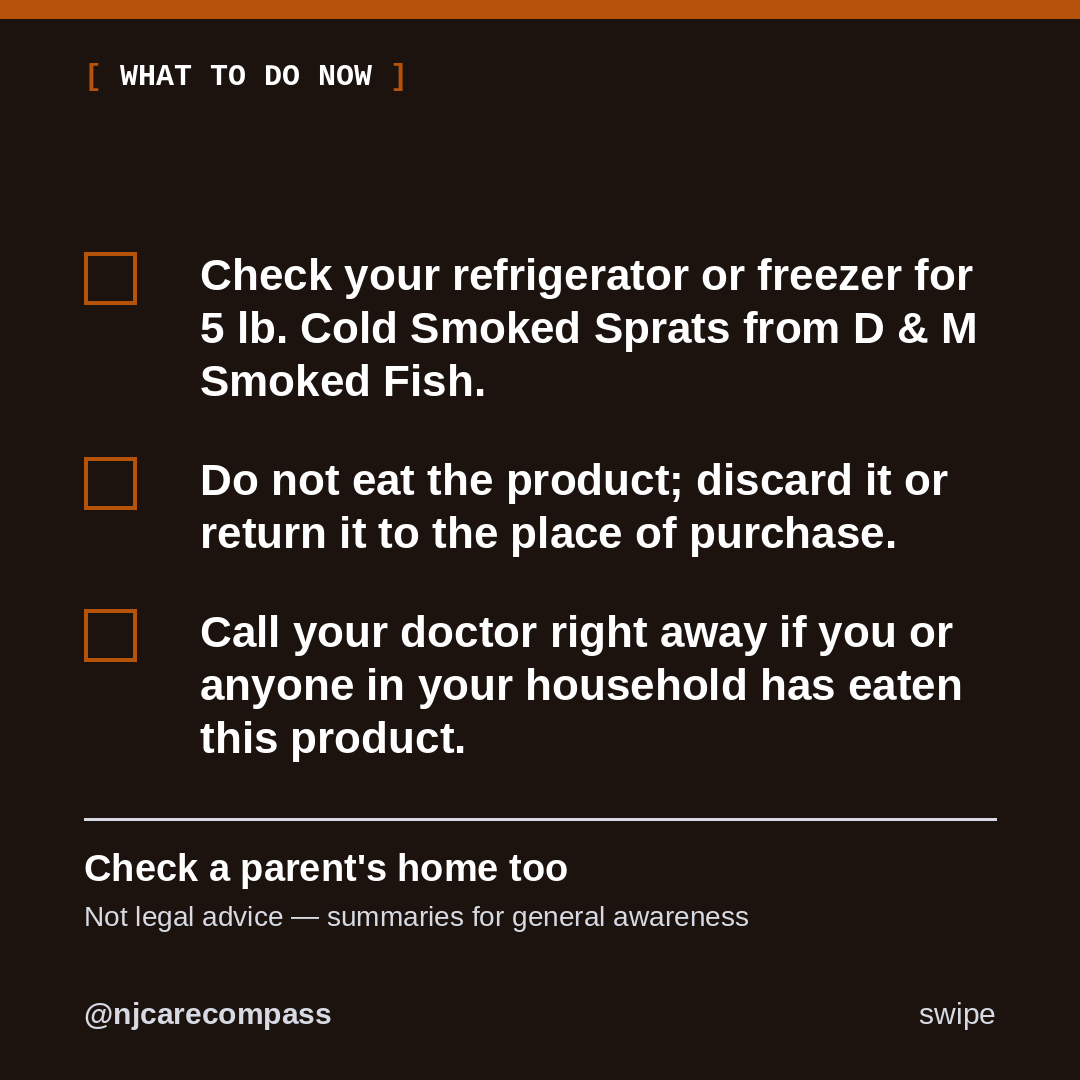 [ WHAT TO DO NOW ]
Check your refrigerator or freezer for
5 lb. Cold Smoked Sprats from D & M
Smoked Fish.
Do not eat the product; discard it or
return it to the place of purchase.
Call your doctor right away if you or
anyone in your household has eaten
this product.
Check a parent's home too
Not legal advice — summaries for general awareness
@njcarecompass
swipe